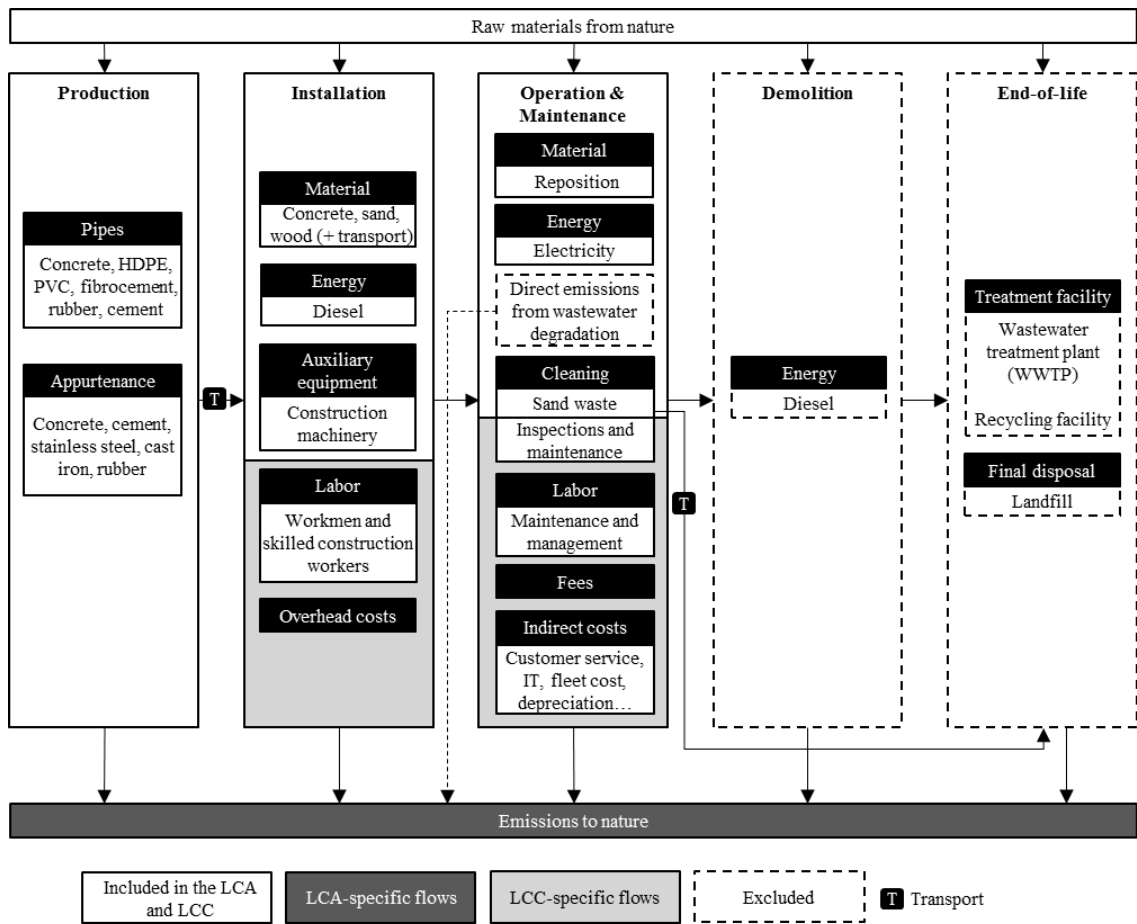 Raw materials from nature
Production
Pipes
Concrete, HDPE,
PVC, fibrocement,
rubber, cement
Appurtenance
Concrete, cement,
stainless steel, cast
iron, rubber
T
Installation
Material
Concrete, sand,
wood (+ transport)
Energy
Diesel
Auxiliary
equipment
Construction
machinery
Labor
Workmen and
skilled construction
workers
Overhead costs
Operation &
Maintenance
Material
Reposition
Energy
Electricity
Direct emissions
from wastewater
degradation
Cleaning
Sand waste
Inspections and
maintenance
Labor
Maintenance and
management
Fees
Indirect costs
Customer service,
IT, fleet cost,
depreciation…
T
Demolition
Energy
Diesel
End-of-life
Treatment facility
Wastewater
treatment plant
(WWTP)
Recycling facility
Final disposal
Landfill
Emissions to nature
Included in the LCA
and LCC
LCA-specific flows
LCC-specific flows
Excluded
T Transport